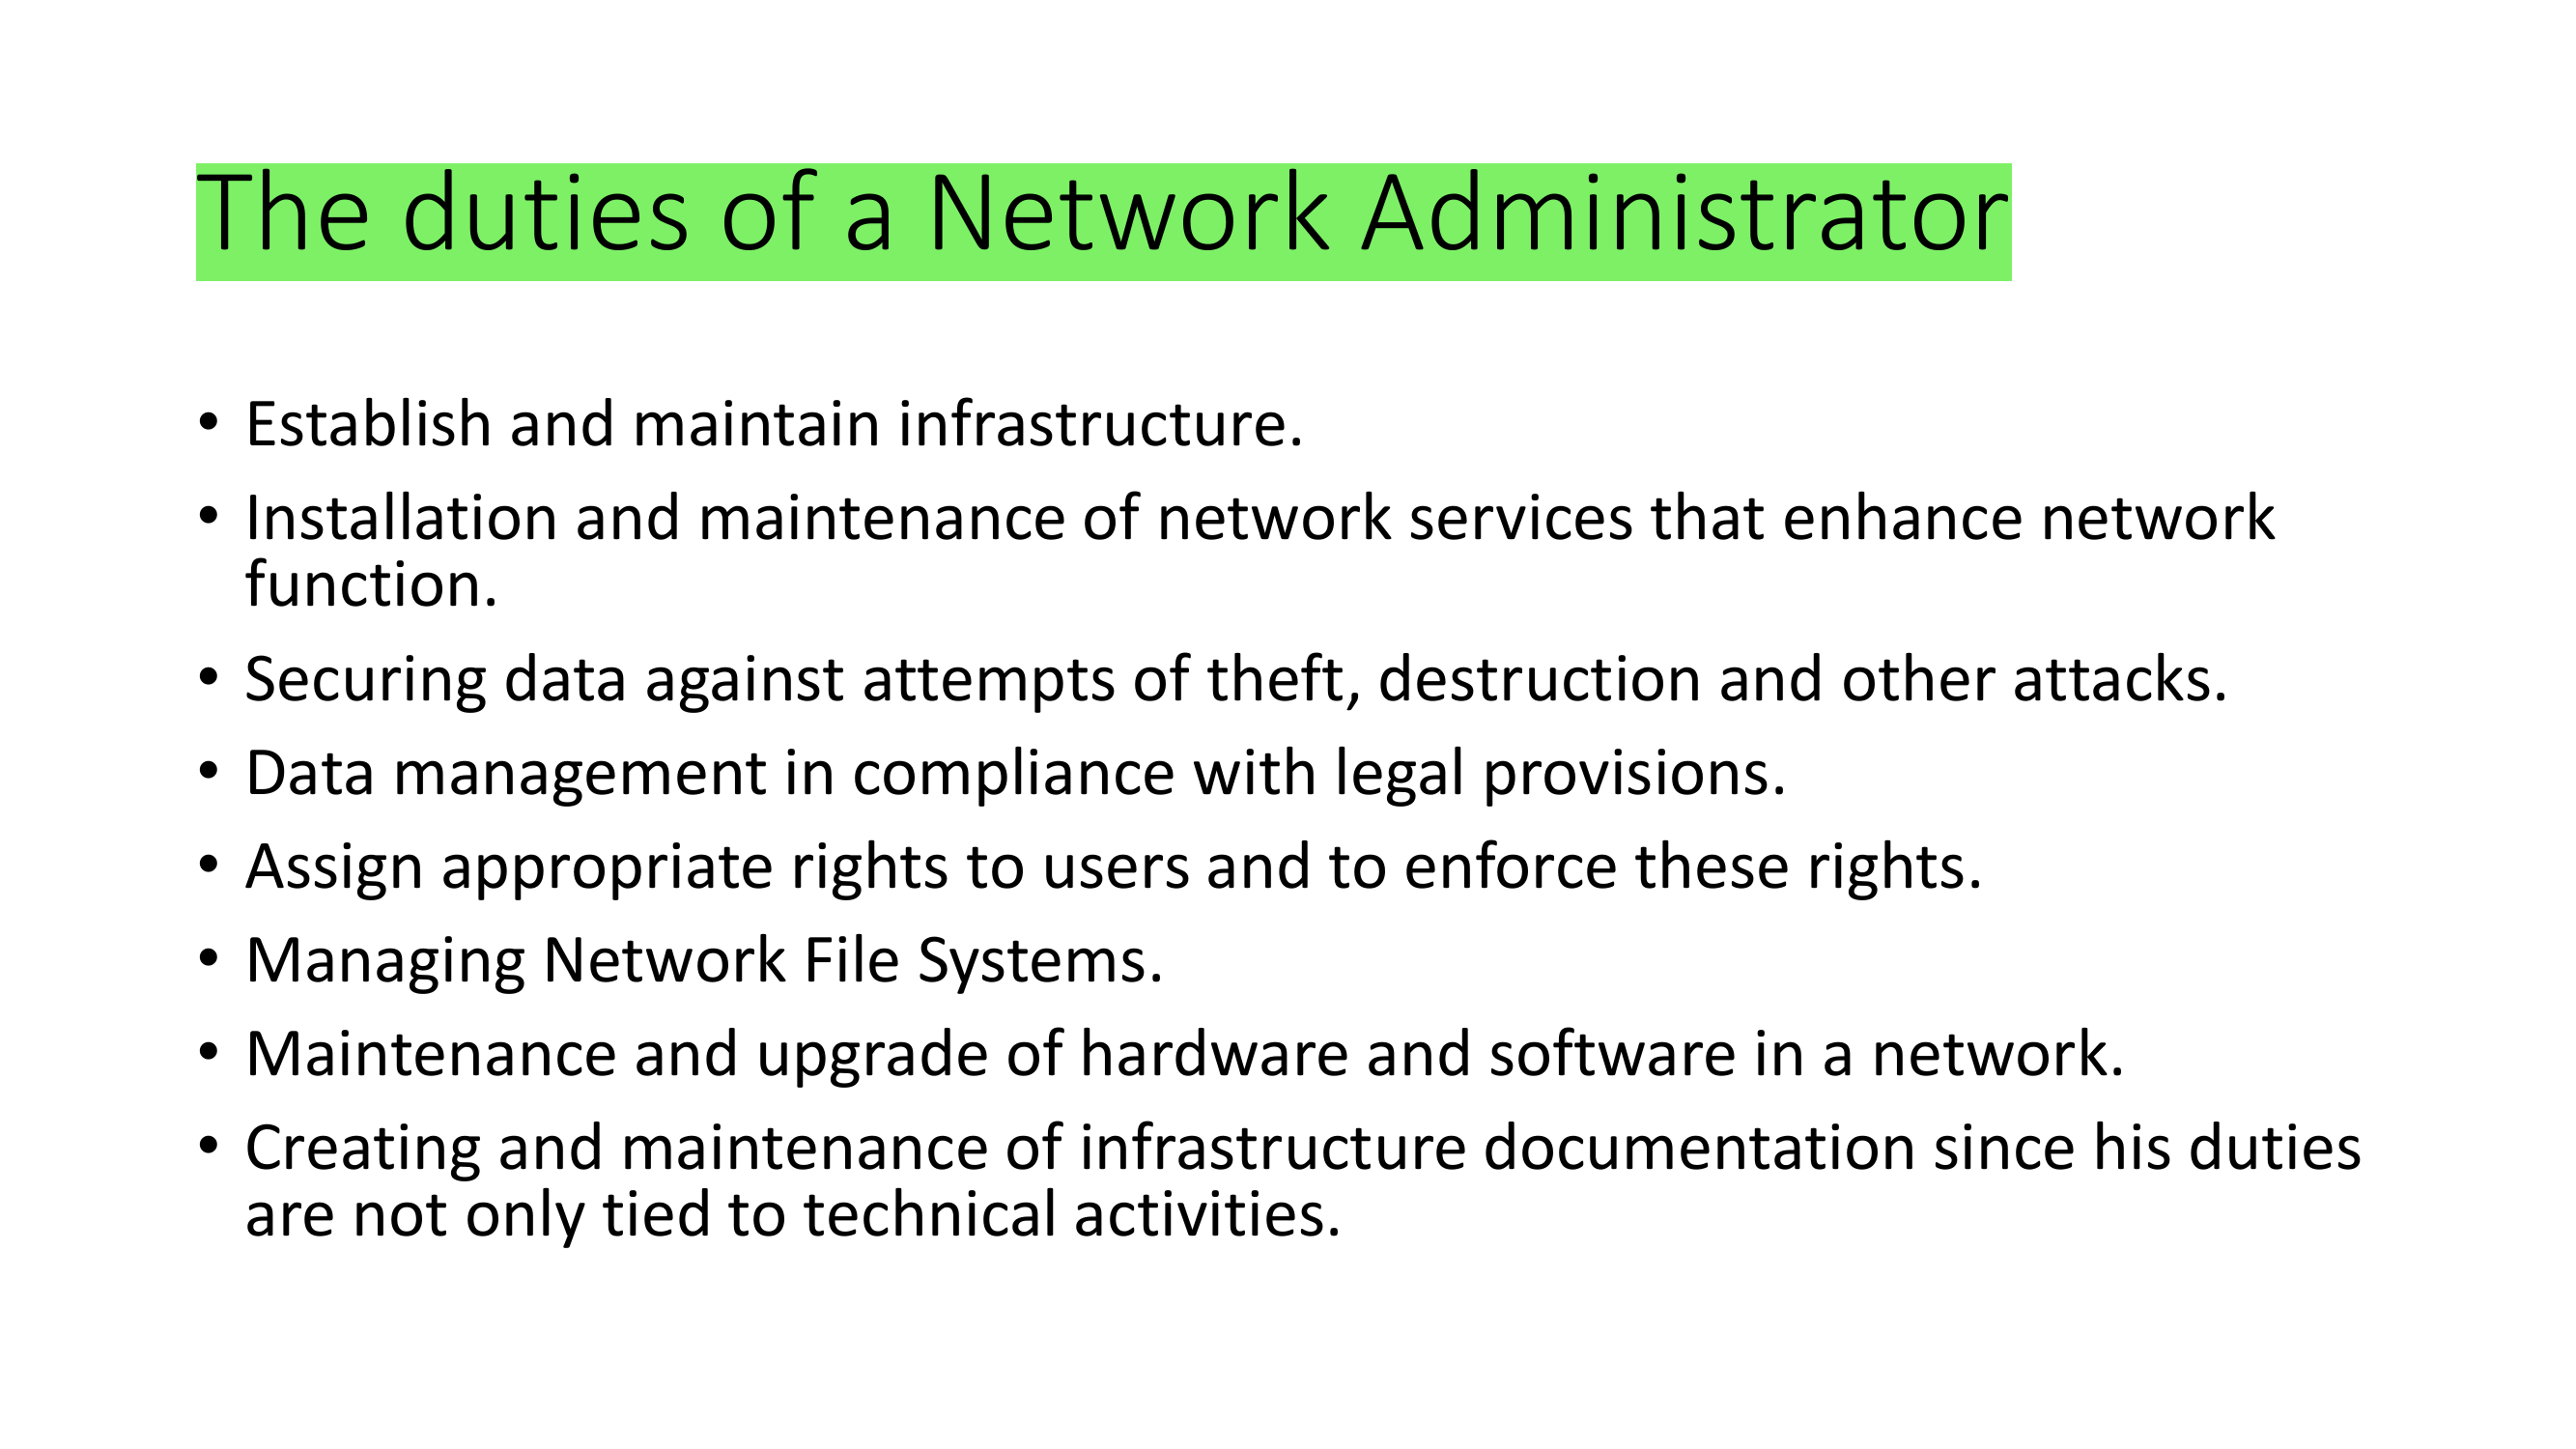 The duties of a Network Administrator
• Establish and maintain infrastructure.
• Installation and maintenance of network services that enhance network
function.
• Securing data against attempts of theft, destruction and other attacks.
• Data management in compliance with legal provisions.
• Assign appropriate rights to users and to enforce these rights.
• Managing Network File Systems.
• Maintenance and upgrade of hardware and software in a network.
• Creating and maintenance of infrastructure documentation since his duties
are not only tied to technical activities.